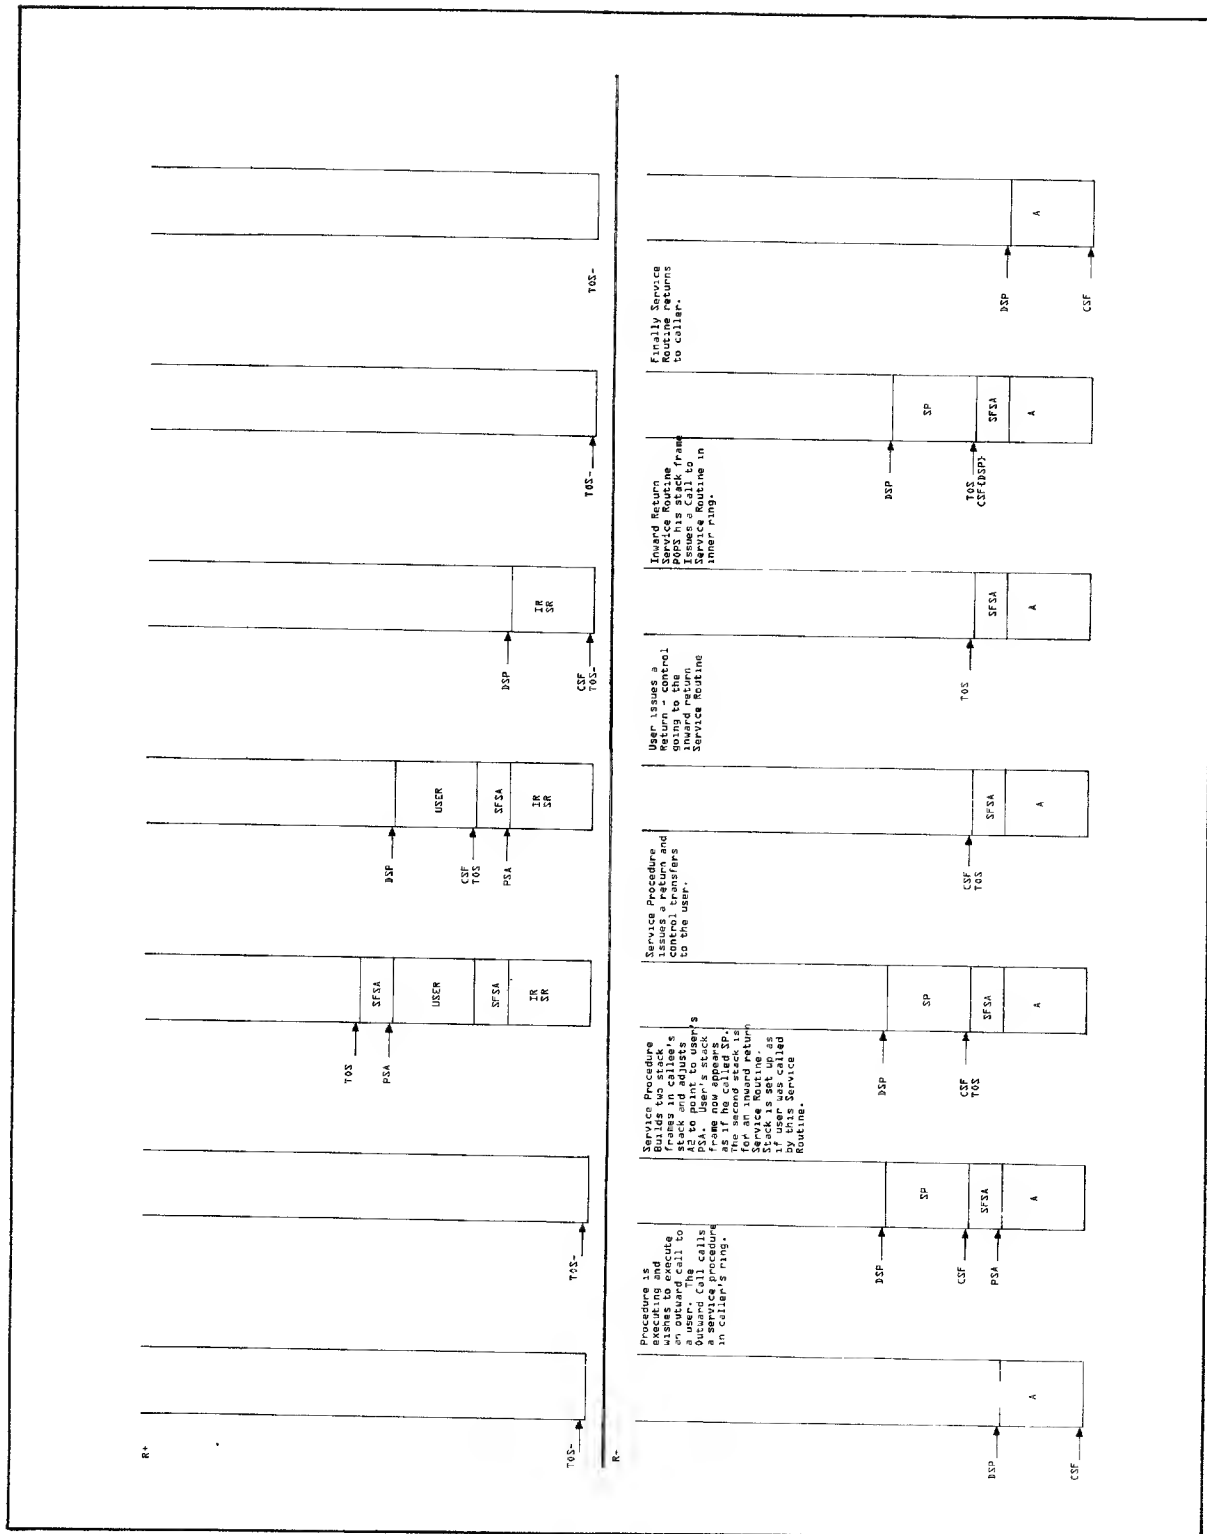 R+
TOS-
TOS-
TOS
SFSA
PSA
USER
SFSA
IR
SR
DSP
USER
CSF
TOS
SFSA
PSA
IR
SR
DSP
IR
SR
CSF
TOS-
TOS-
TOS-
R+
DSP
A
CSF
Procedure is
executing and
wishes to execute
an outward call to
a user. The
Outward Call calls
a service procedure
in caller's ring.
DSP
SP
CSF
SFSA
PSA
A
Service Procedure
Builds two stack
frames in callee's
stack and adjusts
A2 to point to user's
PSA. User's stack
frame now appears
as if he called SP.
The second stack is
for an inward return
Service Routine.
Stack is set up as
if user was called
by this Service
Routine.
DSP
SP
CSF
TOS
SFSA
A
Service Procedure
issues a return and
control transfers
to the user.
CSF
TOS
SFSA
A
User issues a
Return - control
going to the
inward return
Service Routine
TOS
SFSA
A
Inward Return
Service Routine
POPS his stack frame
Issues a Call to
Service Routine in
inner ring.
DSP
SP
TOS
CSF{DSP}
SFSA
A
Finally Service
Routine returns
to caller.
DSP
A
CSF